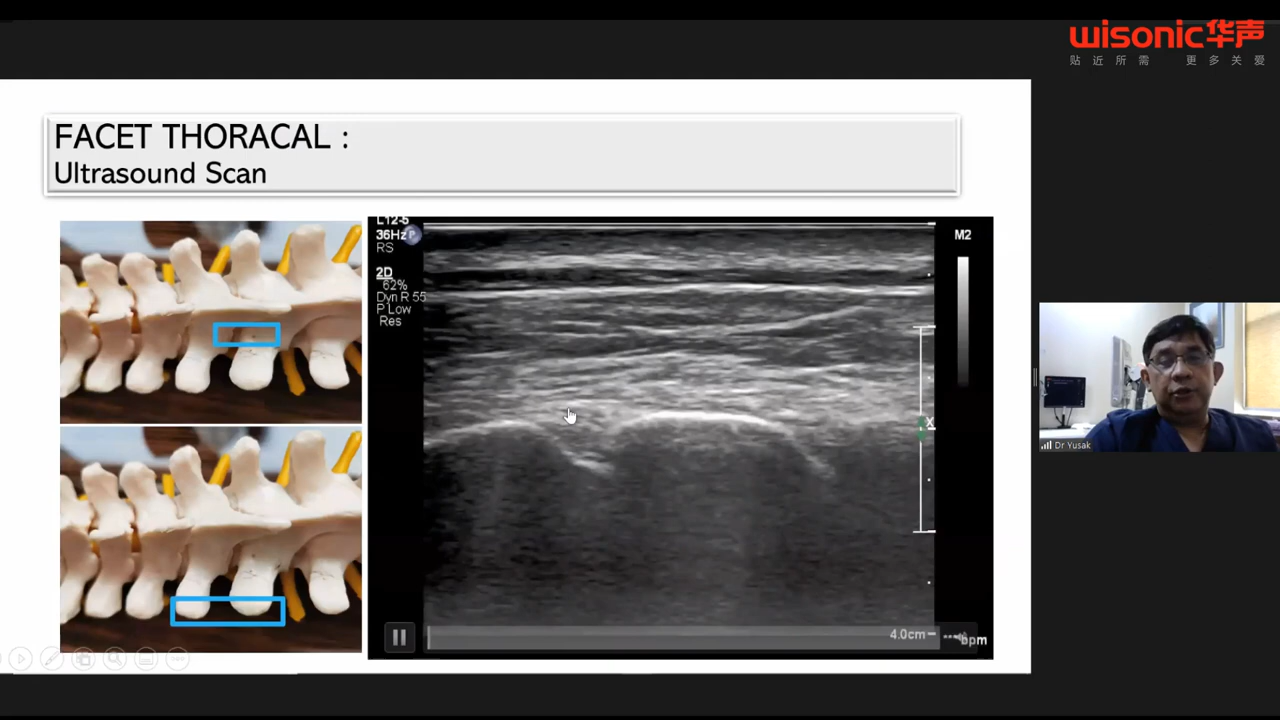 wisonic华声
贴近所需 更多关爱
FACET THORACAL :
Ultrasound Scan
L12-5
36Hz P
RS
2D
62%
Dyn R 55
P Low
Res
M2
X
4.0cm
bpm
Dr Yusak